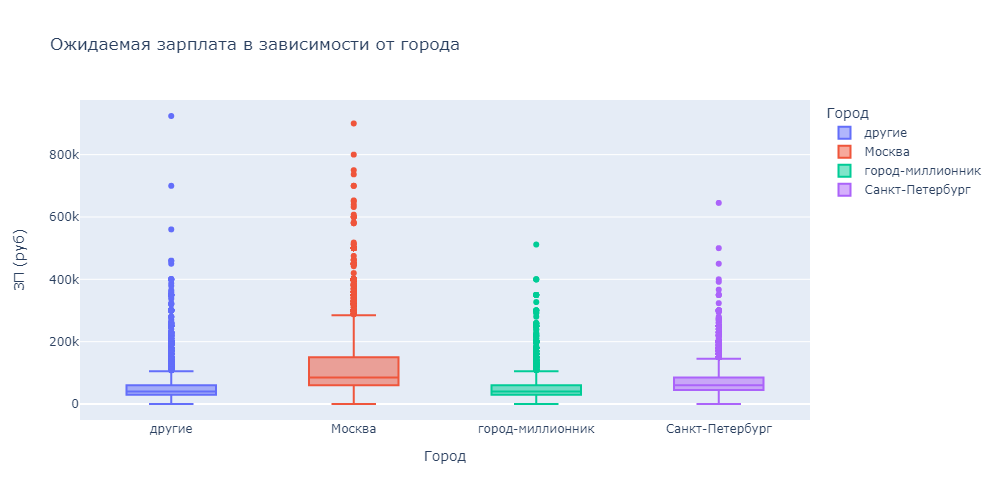 Ожидаемая зарплата в зависимости от города
Город
другие
Москва
город-миллионник
Санкт-Петербург
ЗП (руб)
800k
600k
400k
200k
0
другие
Москва
город-миллионник
Санкт-Петербург
Город